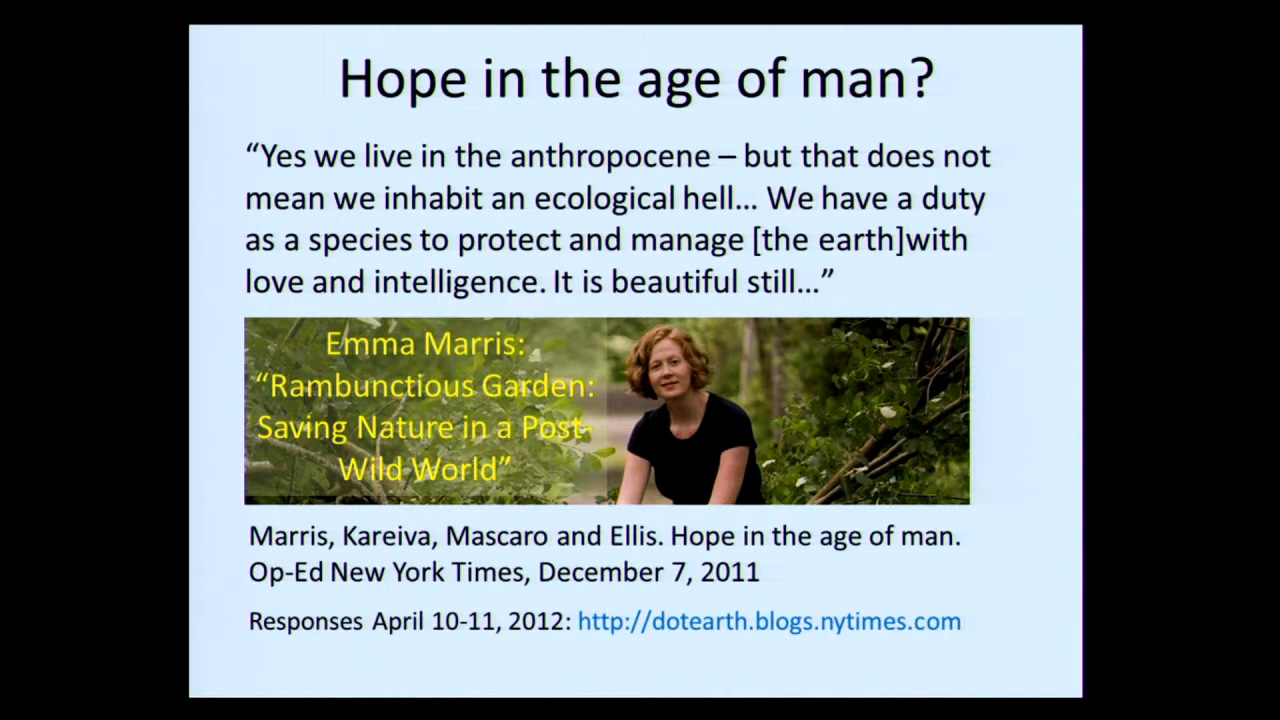 Hope in the age of man?
“Yes we live in the anthropocene – but that does not
mean we inhabit an ecological hell... We have a duty
as a species to protect and manage [the earth]with
love and intelligence. It is beautiful still...”
Emma Marris:
“Rambunctious Garden:
Saving Nature in a Post-
Wild World”
Marris, Kareiva, Mascaro and Ellis. Hope in the age of man.
Op-Ed New York Times, December 7, 2011
Responses April 10-11, 2012: http://dotearth.blogs.nytimes.com